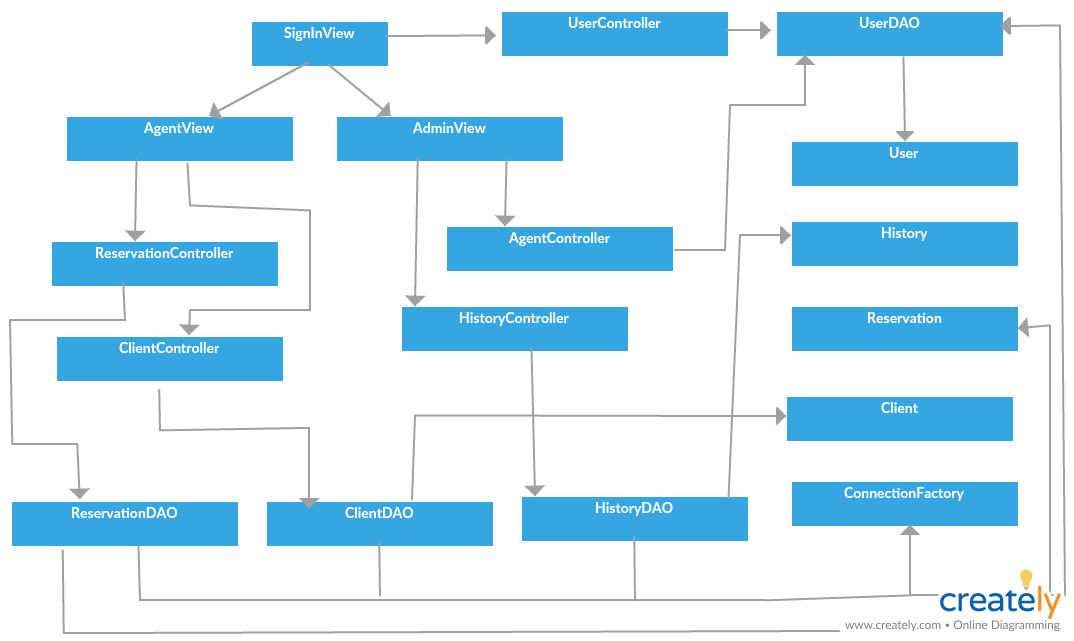 SignInView
UserController
UserDAO
AgentView
AdminView
User
ReservationController
AgentController
History
ClientController
HistoryController
Reservation
Client
ReservationDAO
ClientDAO
HistoryDAO
ConnectionFactory
creately
www.creately.com • Online Diagramming